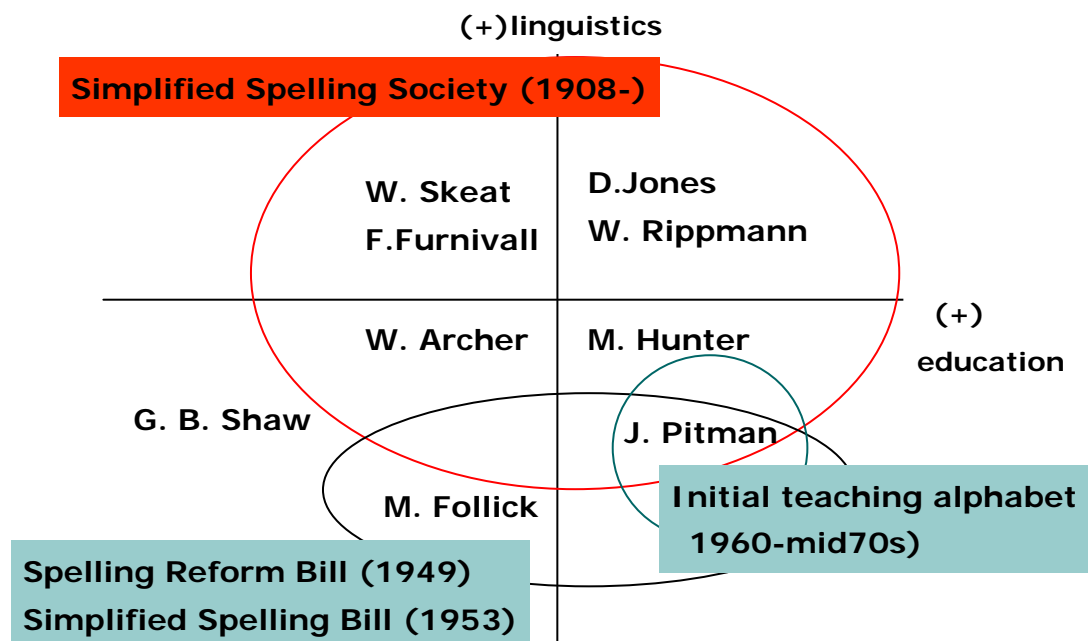 (+)linguistics
Simplified Spelling Society (1908-)
W. Skeat
F.Furnivall
D.Jones
W. Rippmann
(+)
education
W. Archer
M. Hunter
G. B. Shaw
J. Pitman
M. Follick
Initial teaching alphabet
1960-mid70s)
Spelling Reform Bill (1949)
Simplified Spelling Bill (1953)